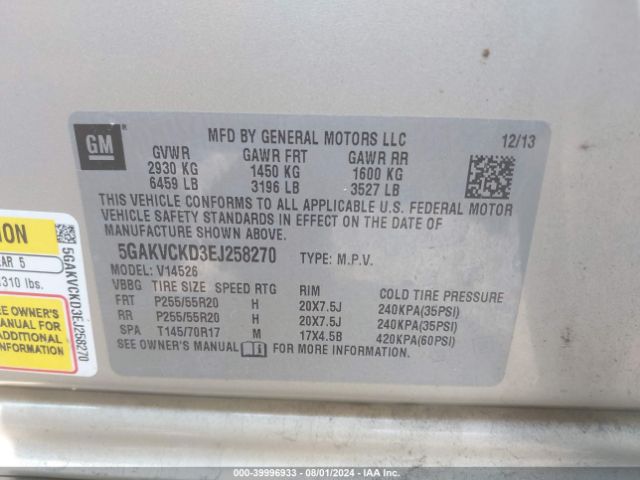 GM
MFD BY GENERAL MOTORS LLC
12/13
GVWR GAWR FRT GAWR RR
2930 KG 1450 KG 1600 KG
6459 LB 3196 LB 3527 LB
THIS VEHICLE CONFORMS TO ALL APPLICABLE U.S. FEDERAL MOTOR
VEHICLE SAFETY STANDARDS IN EFFECT ON THE DATE OF
MANUFACTURE SHOWN ABOVE.
5GAKVCKD3EJ258270 TYPE: M.P.V.
MODEL: V14526
VBBG TIRE SIZE SPEED RTG RIM COLD TIRE PRESSURE
FRT P255/55R20 H 20X7.5J 240KPA(35PSI)
RR P255/55R20 H 20X7.5J 240KPA(35PSI)
SPA T145/70R17 M 17X4.5B 420KPA(60PSI)
SEE OWNER'S MANUAL FOR MORE INFORMATION.
ION
AR 5
310 lbs.
E OWNER'S
MANUAL FOR
ADDITIONAL
INFORMATION
5GAKVCKD3EJ258270
000-39996933 - 08/01/2024 - IAA Inc.